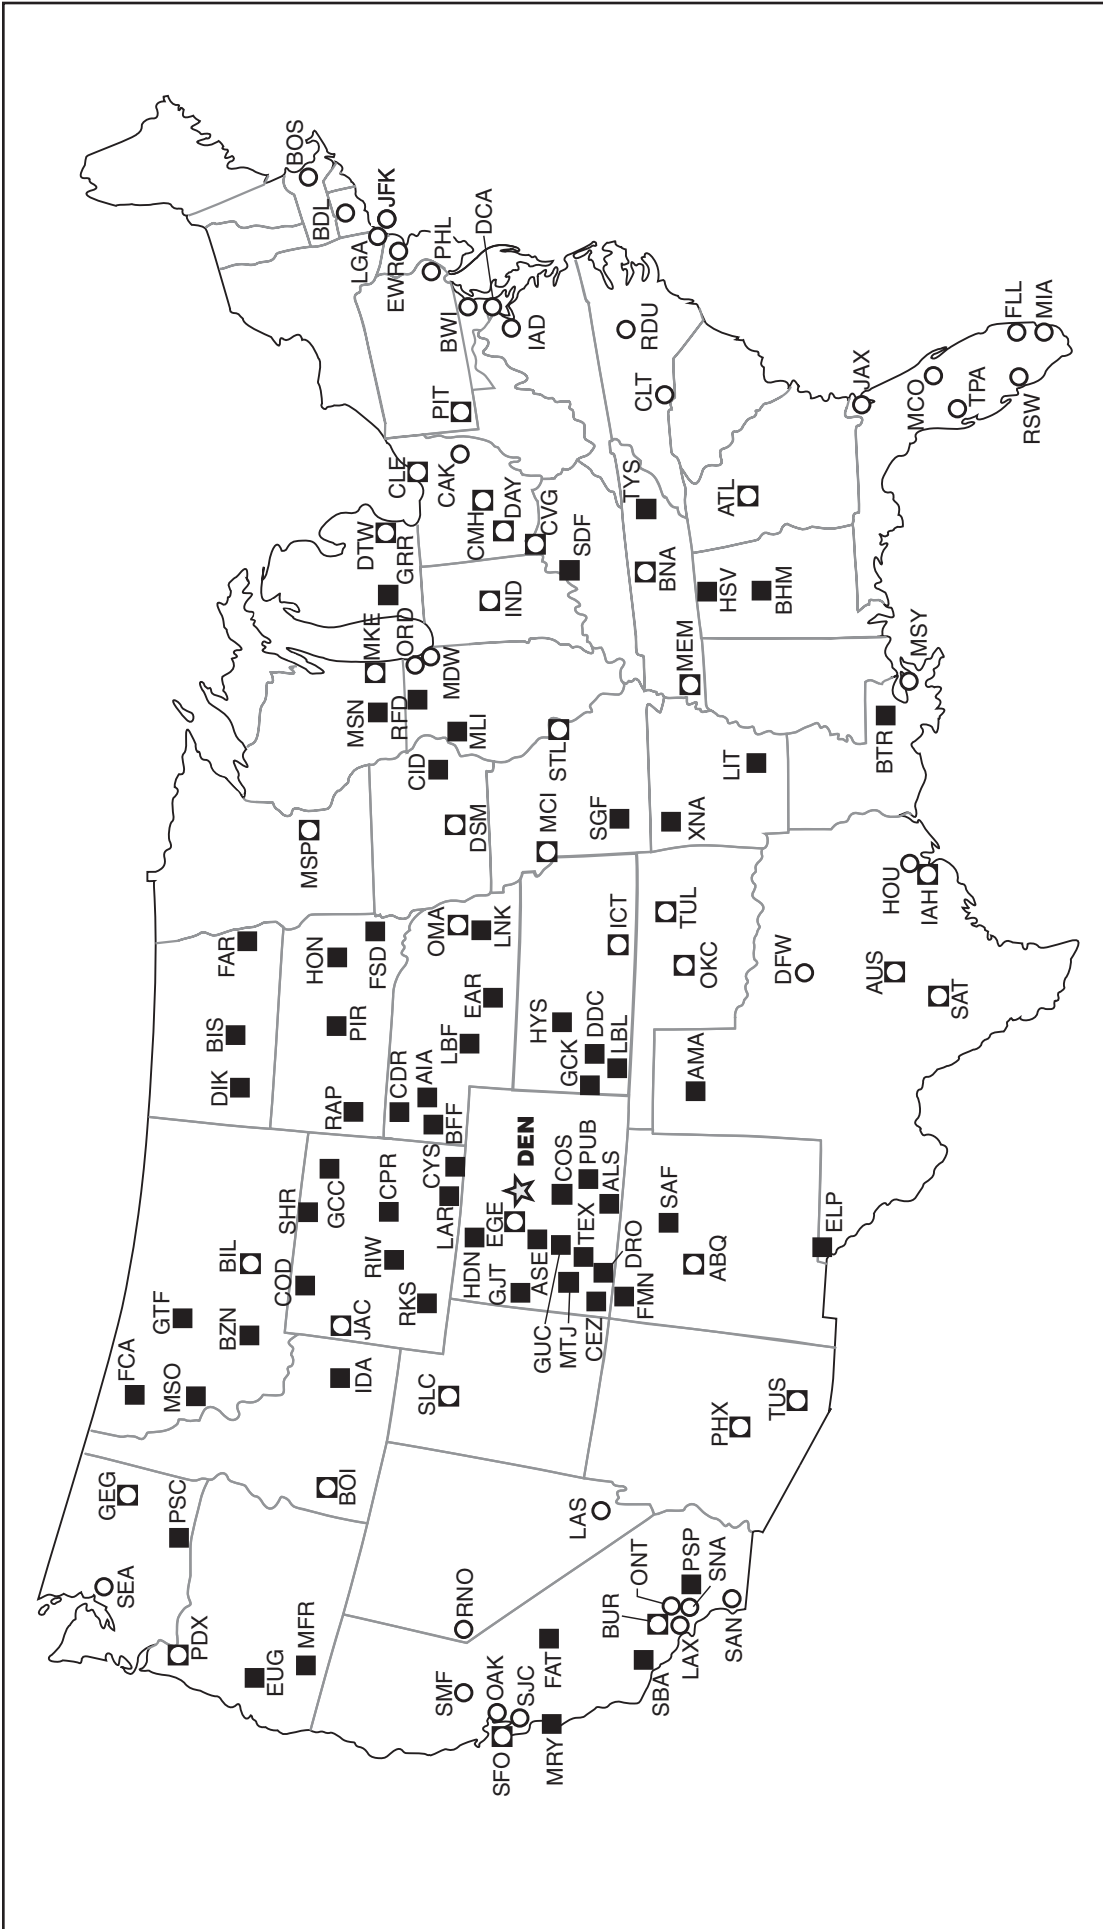 SEA
GEG
PSC
PDX
EUG
MFR
BOI
IDA
FCA
MSO
GTF
BZN
BIL
COD
SHR
GCC
JAC
RIW
CPR
RKS
LAR
CYS
DIK
BIS
FAR
RAP
PIR
HON
FSD
CDR
AIA
BFF
LBF
EAR
OMA
LNK
MSP
CID
DSM
MSN
MKE
RFD
ORD
MDW
MLI
GRR
DTW
CLE
CAK
CMH
DAY
CVG
IND
SDF
PIT
BOS
BDL
LGA
JFK
EWR
PHL
BWI
DCA
IAD
RDU
CLT
TYS
BNA
MEM
ATL
HSV
BHM
JAX
MCO
TPA
RSW
FLL
MIA
MSY
BTR
LIT
XNA
SGF
STL
MCI
HYS
GCK
DDC
LBL
ICT
TUL
OKC
AMA
DFW
HOU
IAH
AUS
SAT
ELP
SAF
ABQ
FMN
DRO
CEZ
MTJ
GUC
TEX
ALS
PUB
COS
ASE
GJT
EGE
HDN
DEN
SLC
PHX
TUS
LAS
RNO
SMF
OAK
SJC
SFO
MRY
FAT
SBA
BUR
ONT
PSP
SNA
LAX
SAN